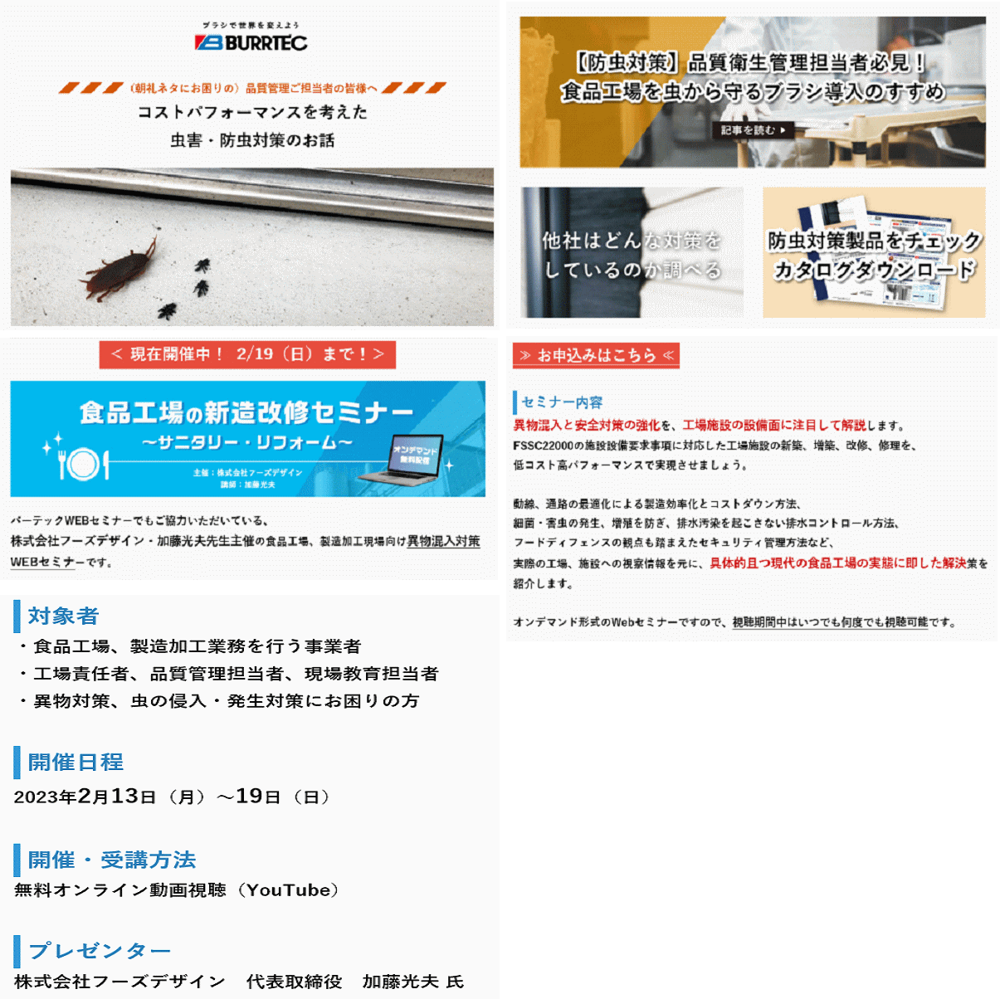 ブラシで世界を変えよう
BURRTEC
（朝礼ネタにお困りの）品質管理ご担当者の皆様へ
コストパフォーマンスを考えた
虫害・防虫対策のお話
【防虫対策】品質衛生管理担当者必見！
食品工場を虫から守るブラシ導入のすすめ
記事を読む
他社はどんな対策を
しているのか調べる
防虫対策製品をチェック
カタログダウンロード
＜ 現在開催中！ 2/19（日）まで！＞
食品工場の新造改修セミナー
〜サニタリー・リフォーム〜
オンデマンド
無料配信
主催：株式会社フーズデザイン
講師：加藤光夫
バーテックWEBセミナーでもご協力いただいている、
株式会社フーズデザイン・加藤光夫先生主催の食品工場、製造加工現場向け異物混入対策
WEBセミナーです。
≫ お申込みはこちら ≪
セミナー内容
異物混入と安全対策の強化を、工場施設の設備面に注目して解説します。
FSSC22000の施設設備要求事項に対応した工場施設の新築、増築、改修、修理を、
低コスト高パフォーマンスで実現させましょう。
動線、通路の最適化による製造効率化とコストダウン方法、
細菌・害虫の発生、増殖を防ぎ、排水汚染を起こさない排水コントロール方法、
フードディフェンスの観点も踏まえたセキュリティ管理方法など、
実際の工場、施設への視察情報を元に、具体的且つ現代の食品工場の実態に即した解決策を
紹介します。
オンデマンド形式のWebセミナーですので、視聴期間中はいつでも何度でも視聴可能です。
対象者
・食品工場、製造加工業務を行う事業者
・工場責任者、品質管理担当者、現場教育担当者
・異物対策、虫の侵入・発生対策にお困りの方
開催日程
2023年2月13日（月）〜19日（日）
開催・受講方法
無料オンライン動画視聴（YouTube）
プレゼンター
株式会社フーズデザイン　代表取締役　加藤光夫 氏